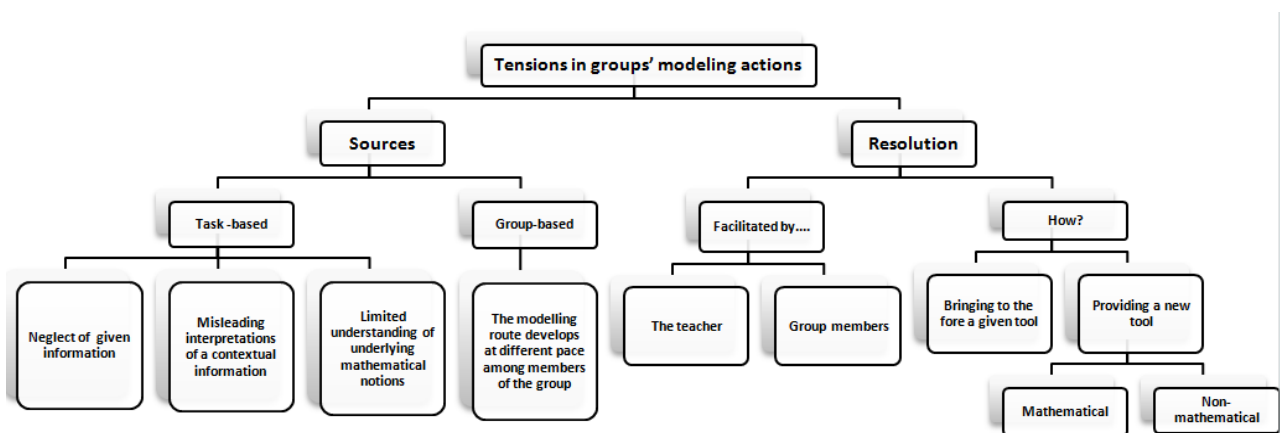 Tensions in groups' modeling actions
Sources
Resolution
Task -based
Group-based
Facilitated by....
How?
Neglect of given
information
Misleading
interpretations
of a contextual
information
Limited
understanding of
underlying
mathematical
notions
The modelling
route develops
at different pace
among members
of the group
The teacher
Group members
Bringing to the
fore a given tool
Providing a new
tool
Mathematical
Non-
mathematical